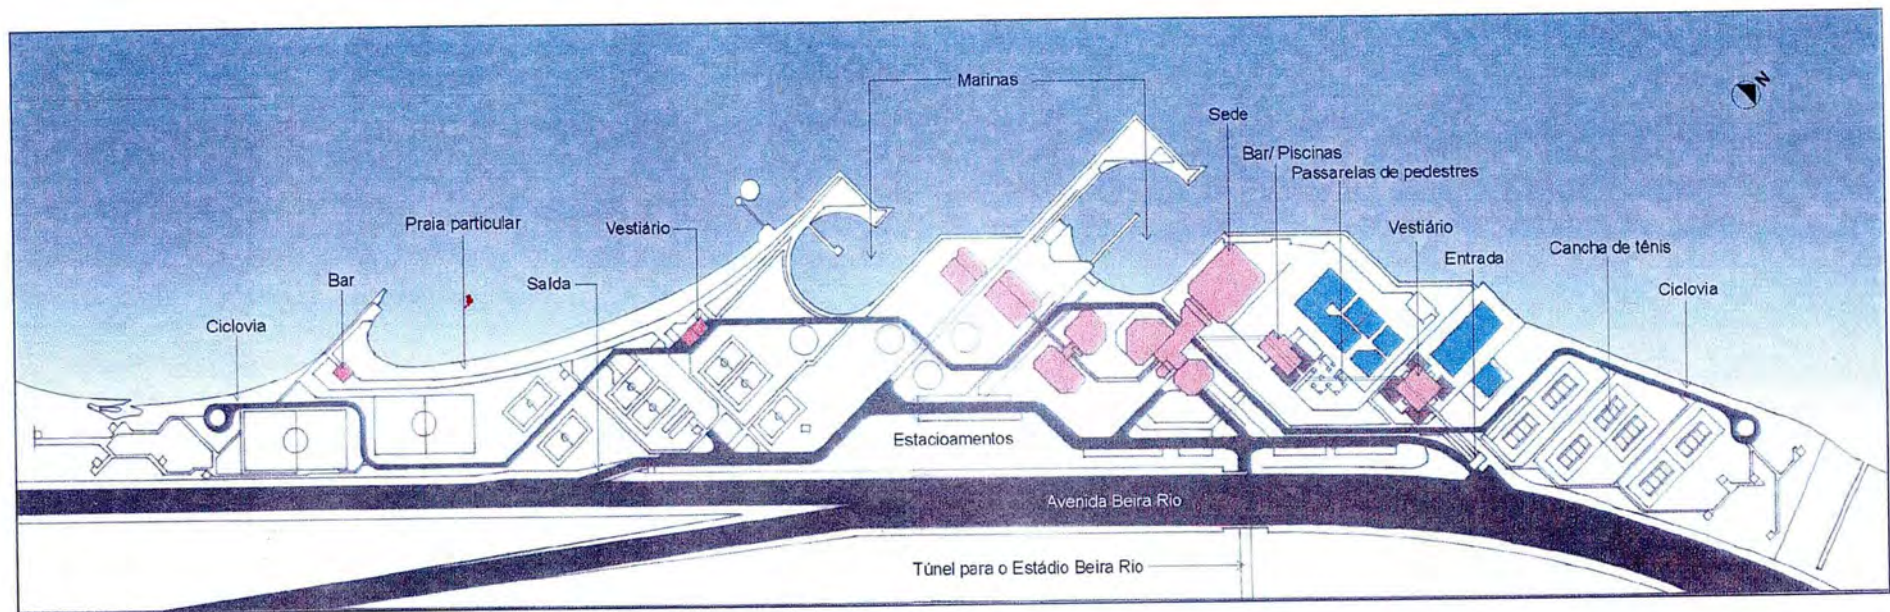 Marinas
N
Sede
Bar/ Piscinas
Passarelas de pedestres
Praia particular
Vestiário
Vestiário
Cancha de tênis
Entrada
Bar
Saída
Ciclovia
Ciclovia
Estacioamentos
Avenida Beira Rio
Túnel para o Estádio Beira Rio